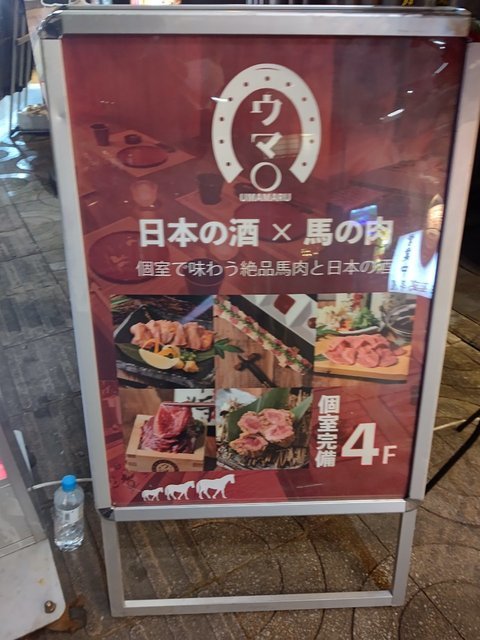 ウマ〇
UMAMARU
日本の酒 × 馬の肉
個室で味わう絶品馬肉と日本の酒
個室完備
4F